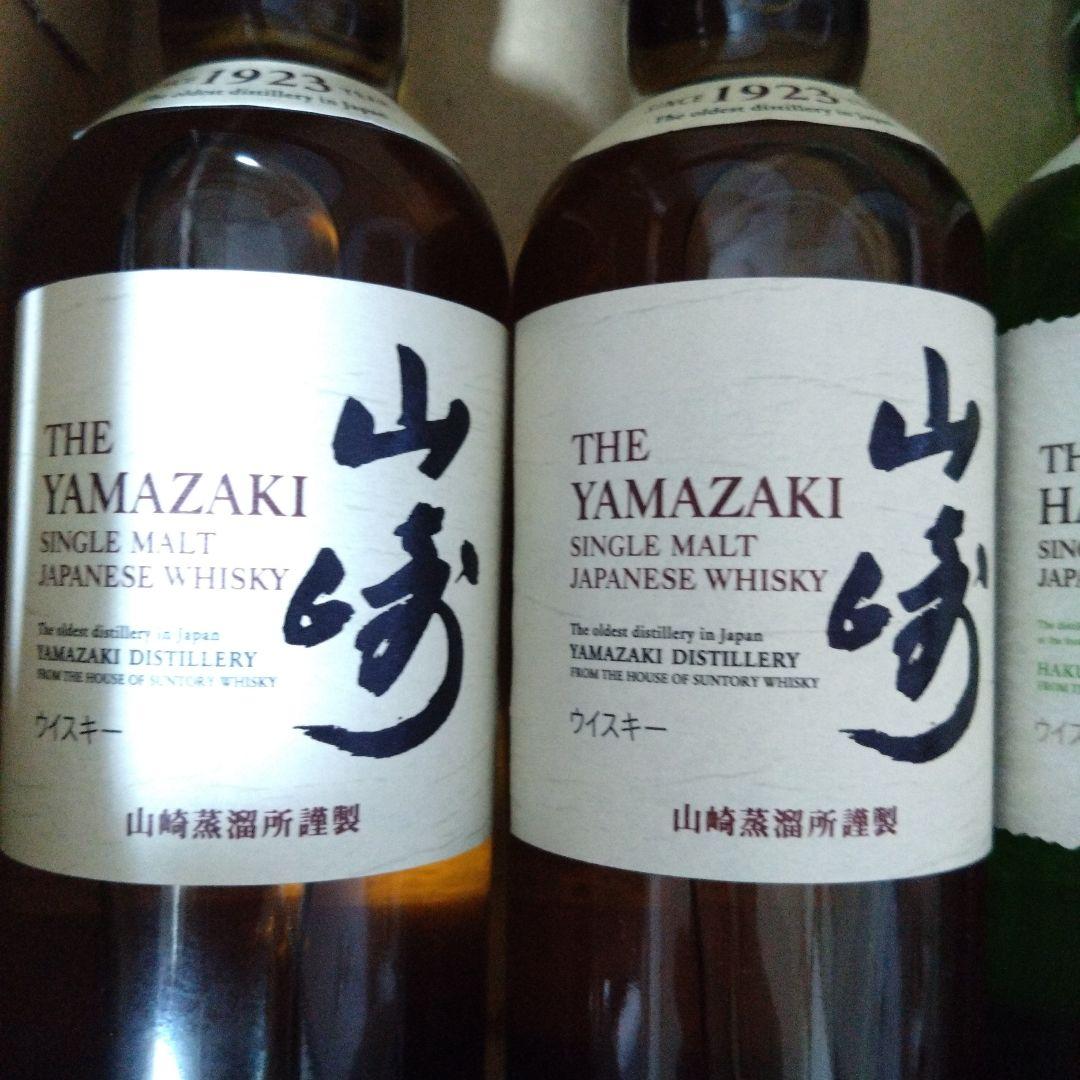 1923
The oldest distillery in Japan
THE
YAMAZAKI
SINGLE MALT
JAPANESE WHISKY
The oldest distillery in Japan
YAMAZAKI DISTILLERY
FROM THE HOUSE OF SUNTORY WHISKY
ウイスキー
山崎
山崎蒸溜所謹製
SINCE 1923
The oldest distillery in Japan
THE
YAMAZAKI
SINGLE MALT
JAPANESE WHISKY
The oldest distillery in Japan
YAMAZAKI DISTILLERY
FROM THE HOUSE OF SUNTORY WHISKY
ウイスキー
山崎
山崎蒸溜所謹製